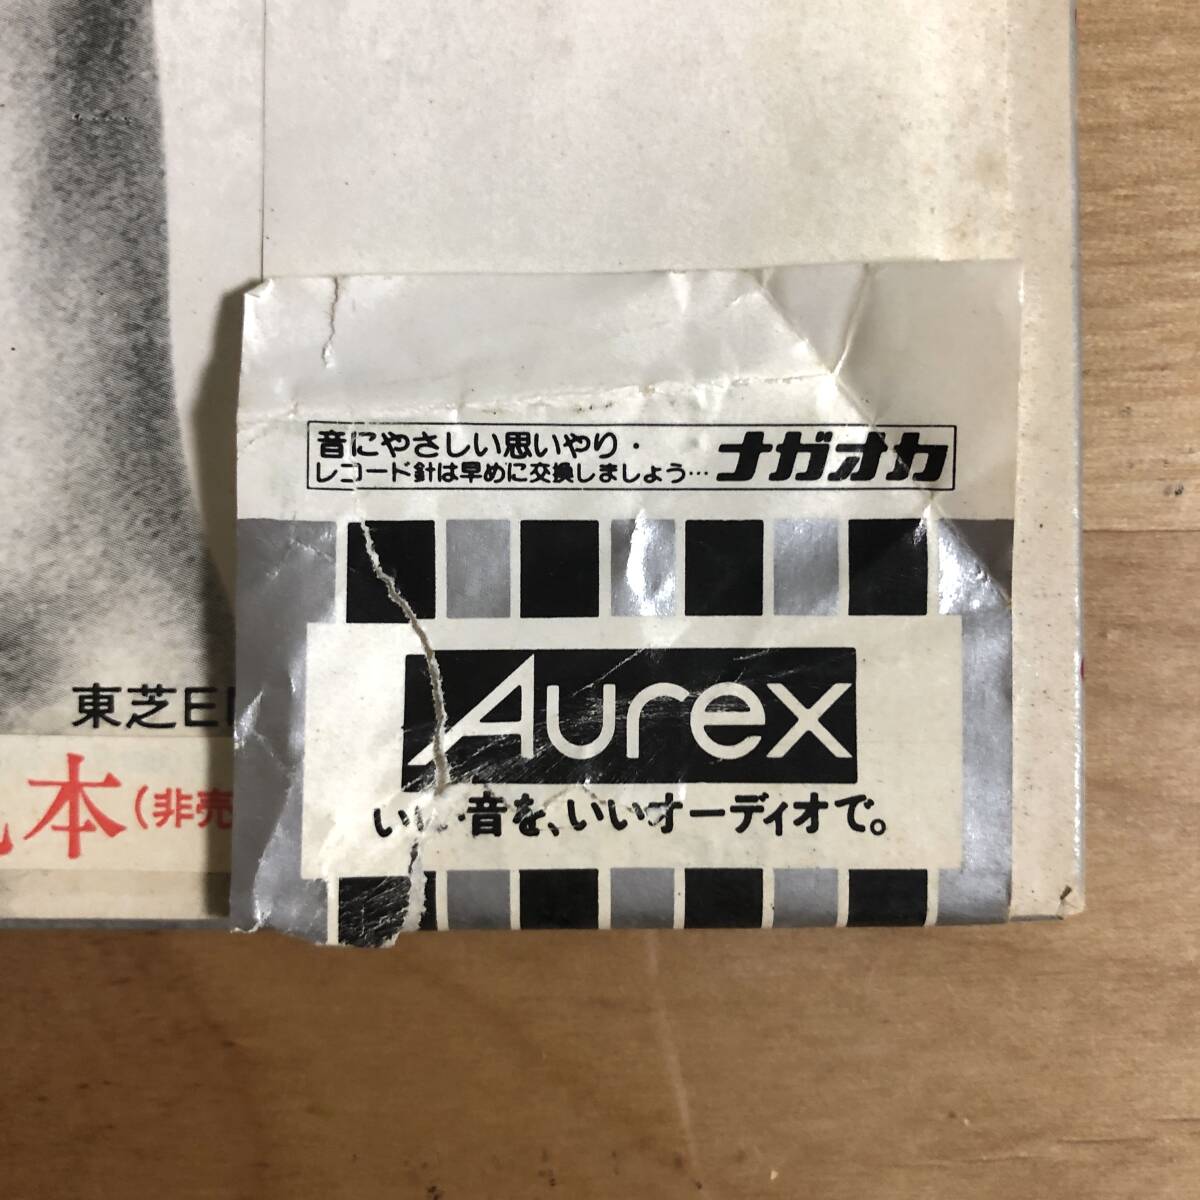 音にやさしい思いやり・
レコード針は早めに交換しましょう…
ナガオカ
Aurex
いい音を、いいオーディオで。
東芝E
本(非売